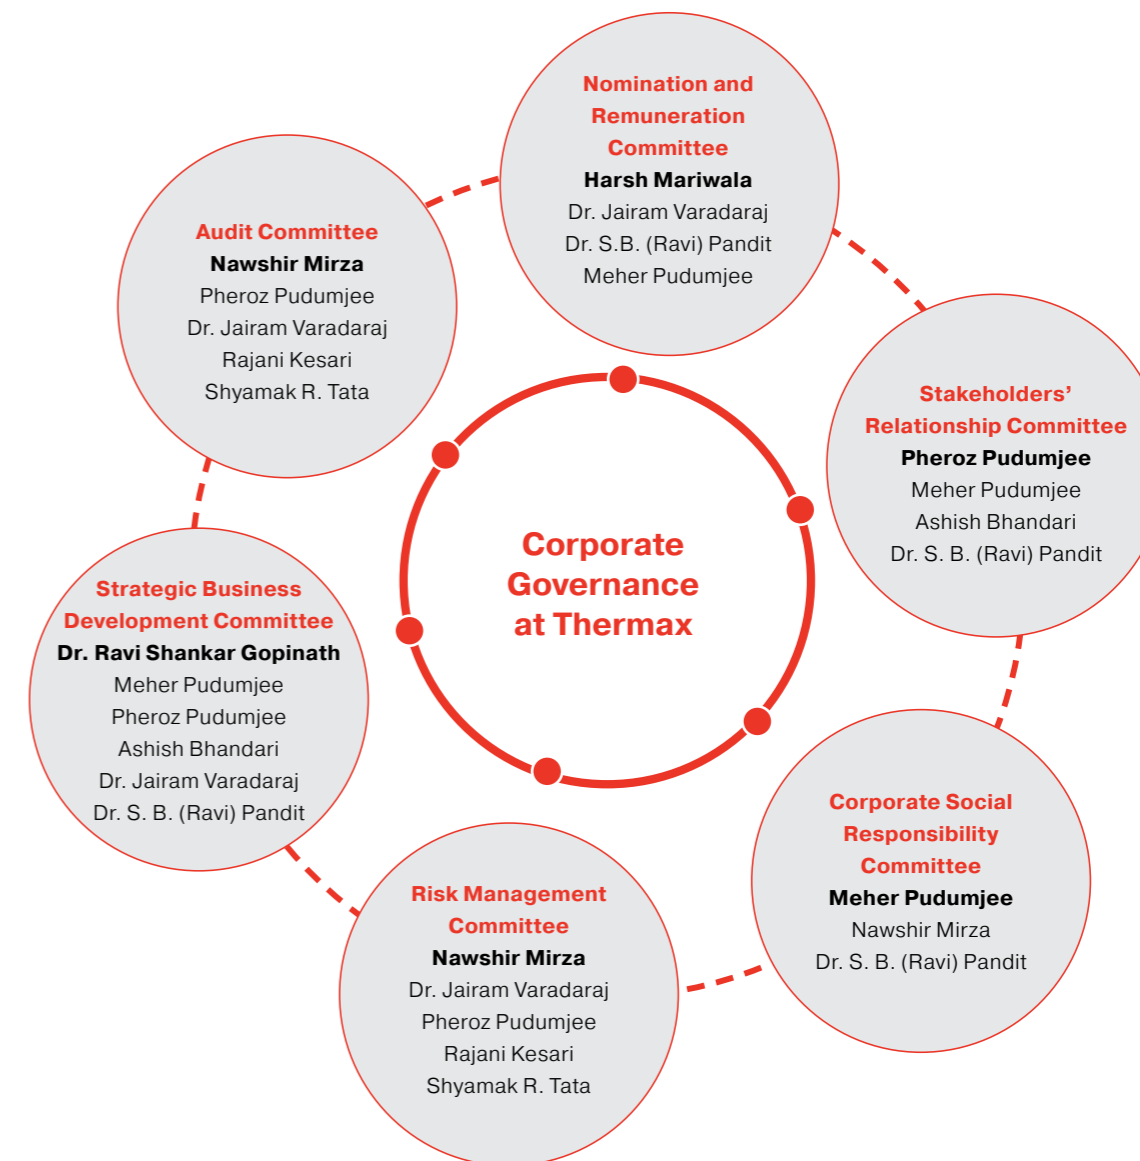 Nomination and
Remuneration
Committee
Harsh Mariwala
Dr. Jairam Varadaraj
Dr. S.B. (Ravi) Pandit
Meher Pudumjee
Audit Committee
Nawshir Mirza
Pheroz Pudumjee
Dr. Jairam Varadaraj
Rajani Kesari
Shyamak R. Tata
Stakeholders’
Relationship Committee
Pheroz Pudumjee
Meher Pudumjee
Ashish Bhandari
Dr. S. B. (Ravi) Pandit
Corporate
Governance
at Thermax
Strategic Business
Development Committee
Dr. Ravi Shankar Gopinath
Meher Pudumjee
Pheroz Pudumjee
Ashish Bhandari
Dr. Jairam Varadaraj
Dr. S. B. (Ravi) Pandit
Corporate Social
Responsibility
Committee
Meher Pudumjee
Nawshir Mirza
Dr. S. B. (Ravi) Pandit
Risk Management
Committee
Nawshir Mirza
Dr. Jairam Varadaraj
Pheroz Pudumjee
Rajani Kesari
Shyamak R. Tata